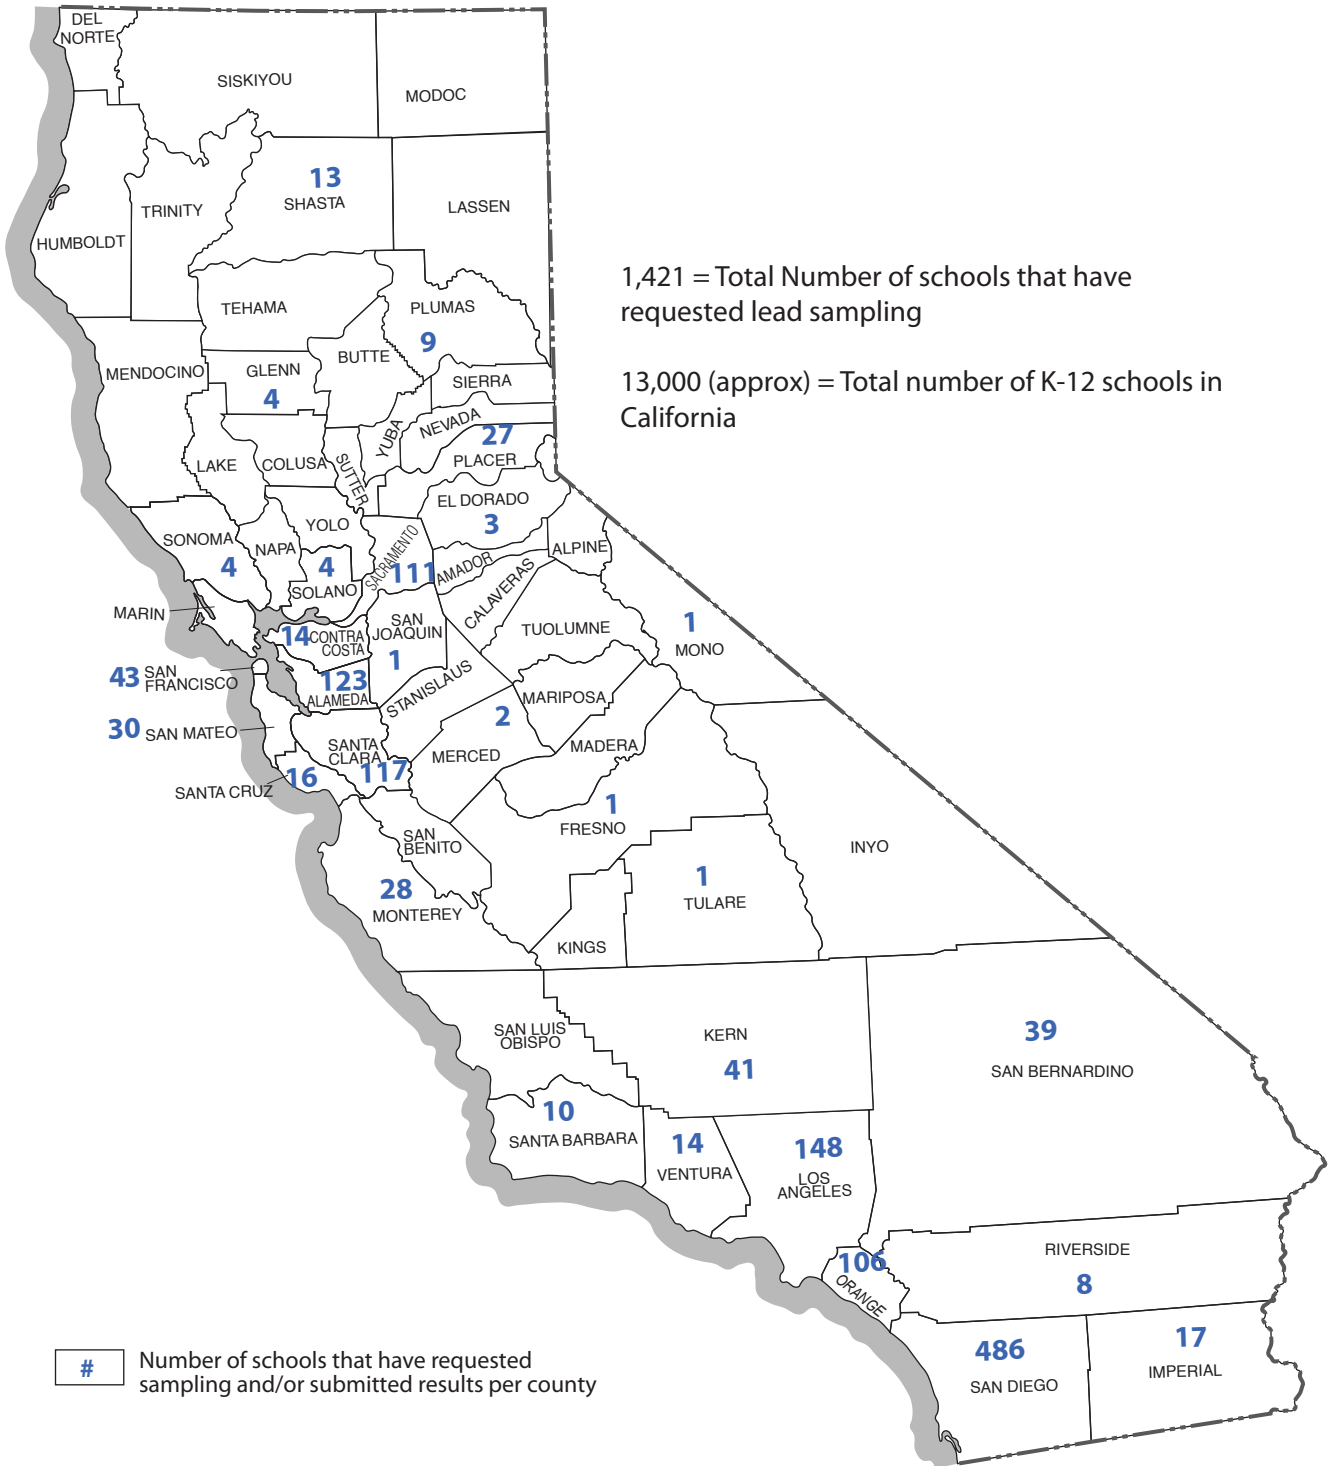 DEL
NORTE
SISKIYOU
MODOC
13
SHASTA
TRINITY
LASSEN
HUMBOLDT
1,421 = Total Number of schools that have
requested lead sampling
13,000 (approx) = Total number of K-12 schools in
California
TEHAMA
PLUMAS
9
BUTTE
MENDOCINO
GLENN
4
SIERRA
NEVADA
YUBA
27
PLACER
LAKE
COLUSA
SUTTER
EL DORADO
3
YOLO
SONOMA
4
NAPA
SACRAMENTO
111
4
SOLANO
AMADOR
ALPINE
CALAVERAS
MARIN
14
CONTRA
COSTA
SAN
JOAQUIN
1
TUOLUMNE
1
MONO
43
SAN
FRANCISCO
123
ALAMEDA
STANISLAUS
MARIPOSA
30
SAN MATEO
2
MERCED
MADERA
SANTA
CLARA
117
16
SANTA CRUZ
1
FRESNO
SAN
BENITO
INYO
28
MONTEREY
1
TULARE
KINGS
SAN LUIS
OBISPO
KERN
41
39
SAN BERNARDINO
10
SANTA BARBARA
14
VENTURA
148
LOS
ANGELES
106
ORANGE
RIVERSIDE
8
486
SAN DIEGO
17
IMPERIAL
#
Number of schools that have requested
sampling and/or submitted results per county